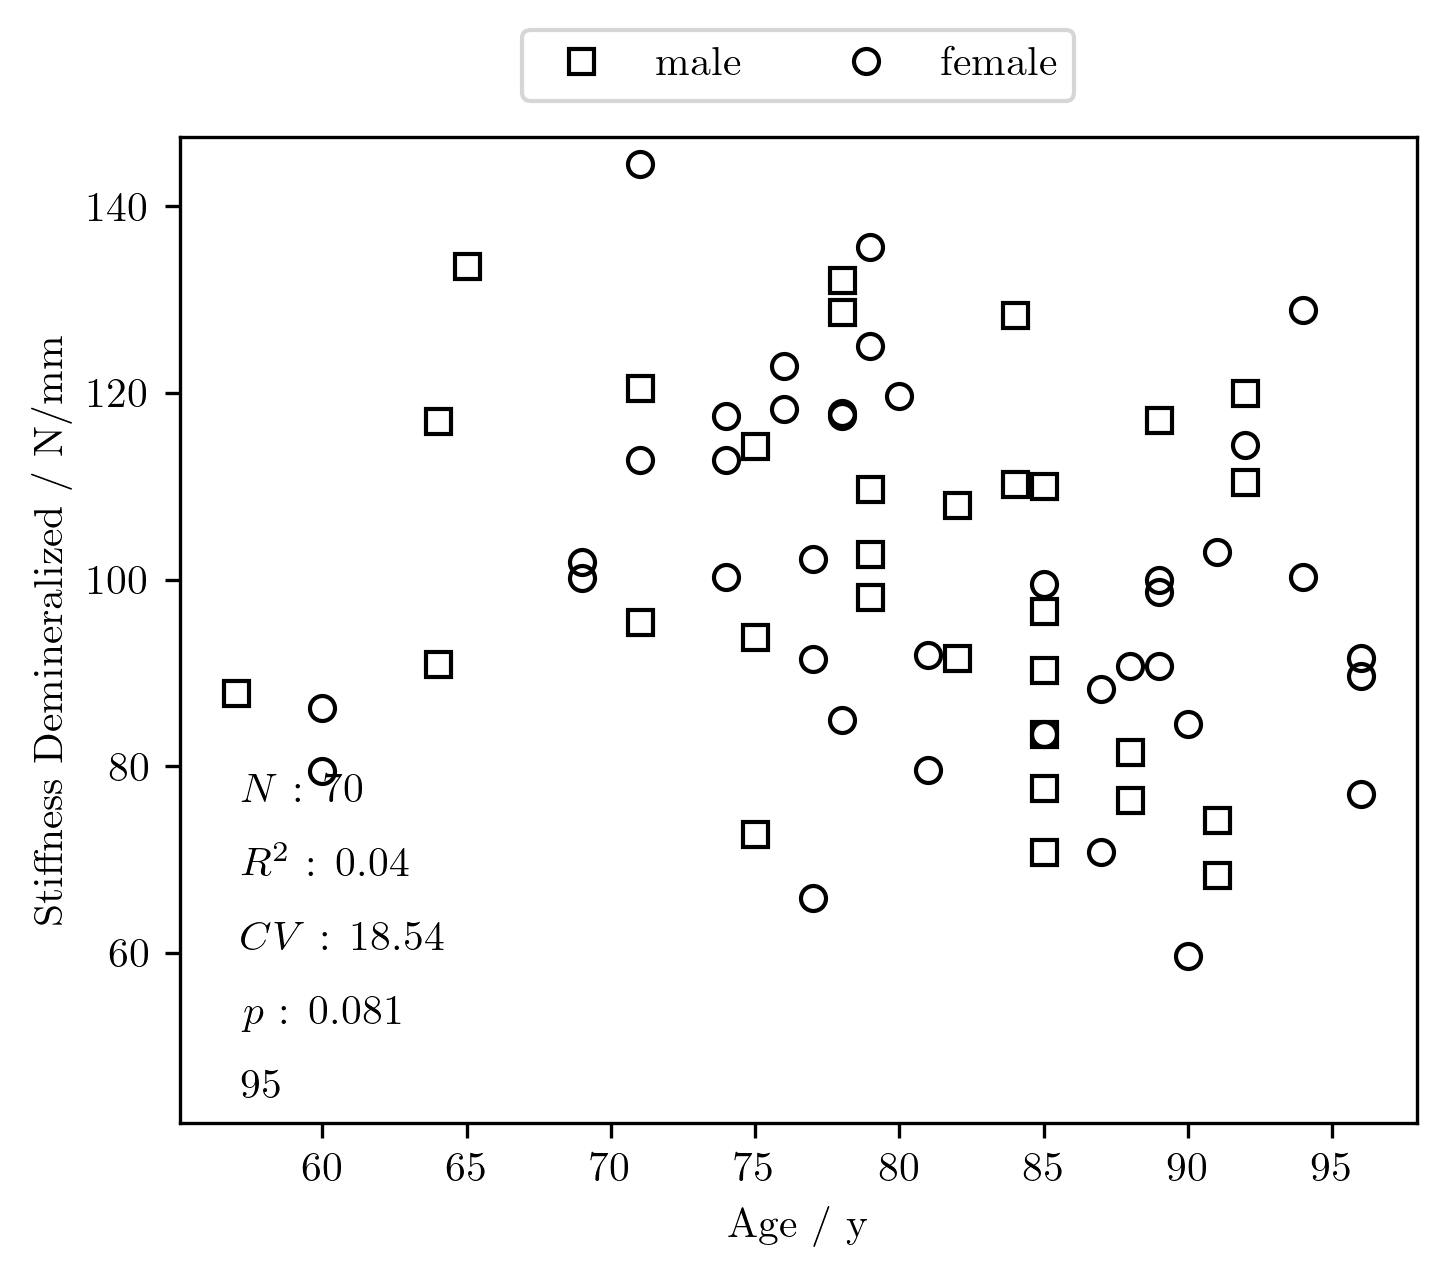 male female
140
120
100
80
60
Stiffness Demineralized / N/mm
N : 70
R² : 0.04
CV : 18.54
p : 0.081
95
60 65 70 75 80 85 90 95
Age / y